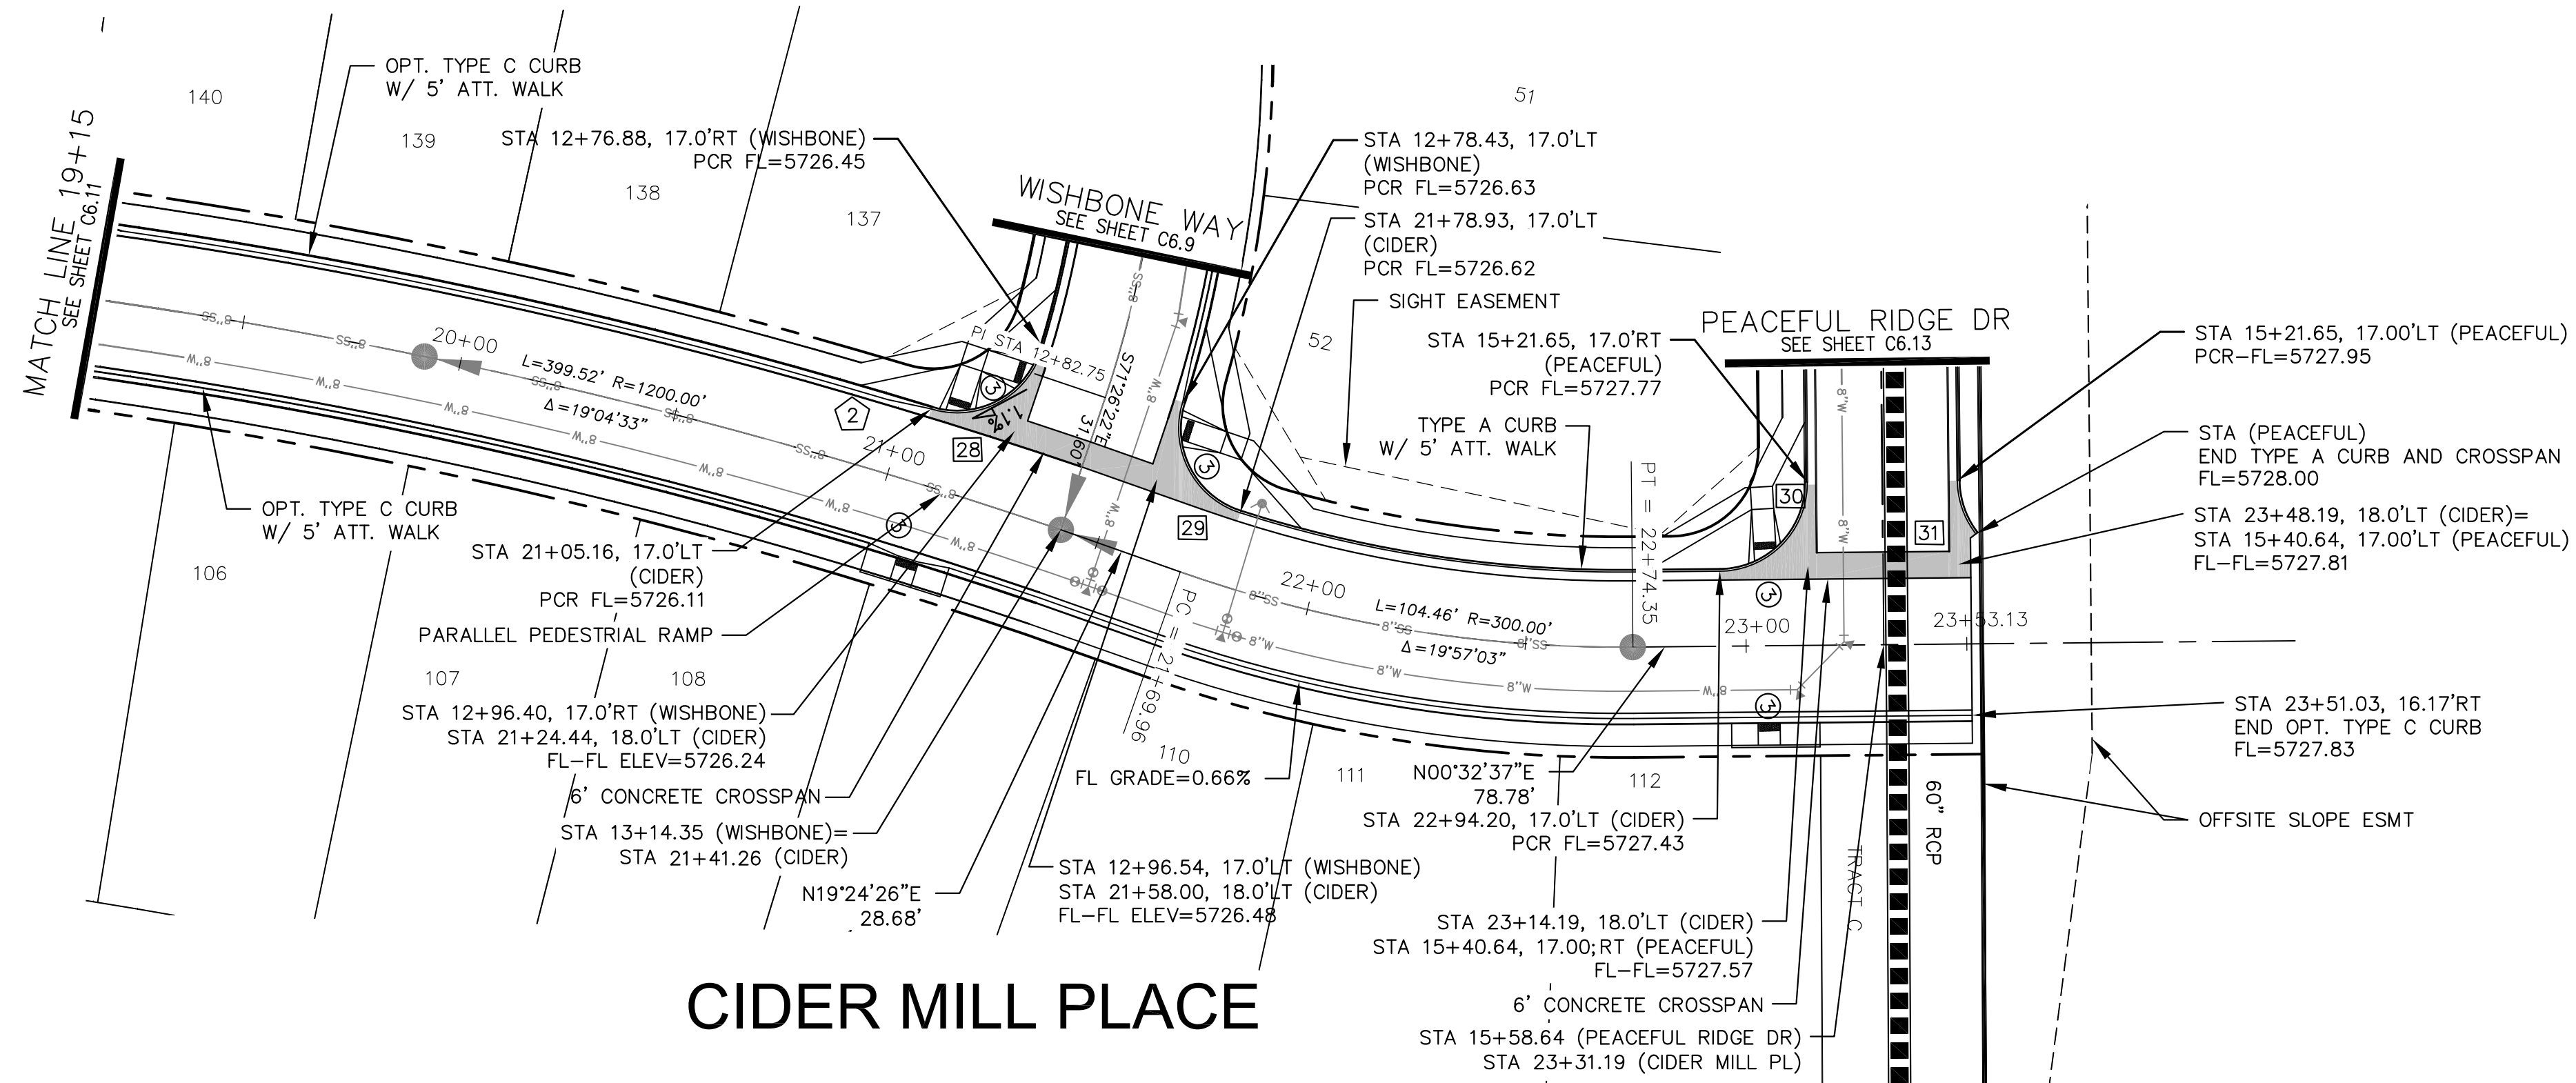 OPT. TYPE C CURB
W/ 5' ATT. WALK
140
139
138
137
STA 12+76.88, 17.0'RT (WISHBONE)
PCR FL=5726.45
MATCH LINE 19+15
SEE SHEET C6.11
WISHBONE WAY
SEE SHEET C6.9
51
STA 12+78.43, 17.0'LT
(WISHBONE)
PCR FL=5726.63
STA 21+78.93, 17.0'LT
(CIDER)
PCR FL=5726.62
SIGHT EASEMENT
52
STA 15+21.65, 17.0'RT
(PEACEFUL)
PCR FL=5727.77
TYPE A CURB
W/ 5' ATT. WALK
PEACEFUL RIDGE DR
SEE SHEET C6.13
STA 15+21.65, 17.00'LT (PEACEFUL)
PCR-FL=5727.95
STA (PEACEFUL)
END TYPE A CURB AND CROSSPAN
FL=5728.00
STA 23+48.19, 18.0'LT (CIDER)=
STA 15+40.64, 17.00'LT (PEACEFUL)
FL-FL=5727.81
20+00
L=399.52' R=1200.00'
Δ=19°04'33"
PI STA 12+82.75
S71°26'22"E
31.60'
1.1%
2
3
28
21+00
3
29
3
8"SS
8"W
PC = 21+69.96
22+00
L=104.46' R=300.00'
Δ=19°57'03"
PT = 22+74.35
30
31
3
23+00
23+53.13
3
OPT. TYPE C CURB
W/ 5' ATT. WALK
106
107
108
110
111
112
STA 21+05.16, 17.0'LT
(CIDER)
PCR FL=5726.11
PARALLEL PEDESTRIAL RAMP
STA 12+96.40, 17.0'RT (WISHBONE)
STA 21+24.44, 18.0'LT (CIDER)
FL-FL ELEV=5726.24
6' CONCRETE CROSSPAN
STA 13+14.35 (WISHBONE)=
STA 21+41.26 (CIDER)
N19°24'26"E
28.68'
STA 12+96.54, 17.0'LT (WISHBONE)
STA 21+58.00, 18.0'LT (CIDER)
FL-FL ELEV=5726.48
FL GRADE=0.66%
N00°32'37"E
78.78'
STA 22+94.20, 17.0'LT (CIDER)
PCR FL=5727.43
STA 23+14.19, 18.0'LT (CIDER)
STA 15+40.64, 17.00;RT (PEACEFUL)
FL-FL=5727.57
6' CONCRETE CROSSPAN
STA 15+58.64 (PEACEFUL RIDGE DR)
STA 23+31.19 (CIDER MILL PL)
TRACT C
60" RCP
STA 23+51.03, 16.17'RT
END OPT. TYPE C CURB
FL=5727.83
OFFSITE SLOPE ESMT
CIDER MILL PLACE